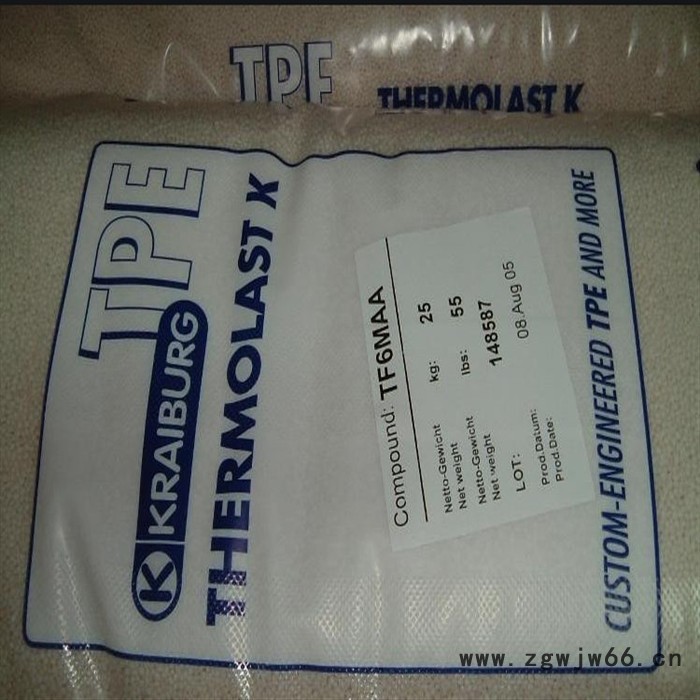 TPE
THERMOLAST K
TPE
KRAIBURG
THERMOLAST K
Compound: TF6MAA
Netto-Gewicht
Net weight kg: 25
Netto-Gewicht
Net weight lbs: 55
LOT: 148587
Prod.Datum:
Prod.Date: 08.Aug 05
CUSTOM-ENGINEERED TPE AND MORE
www.zgwjw66.cn